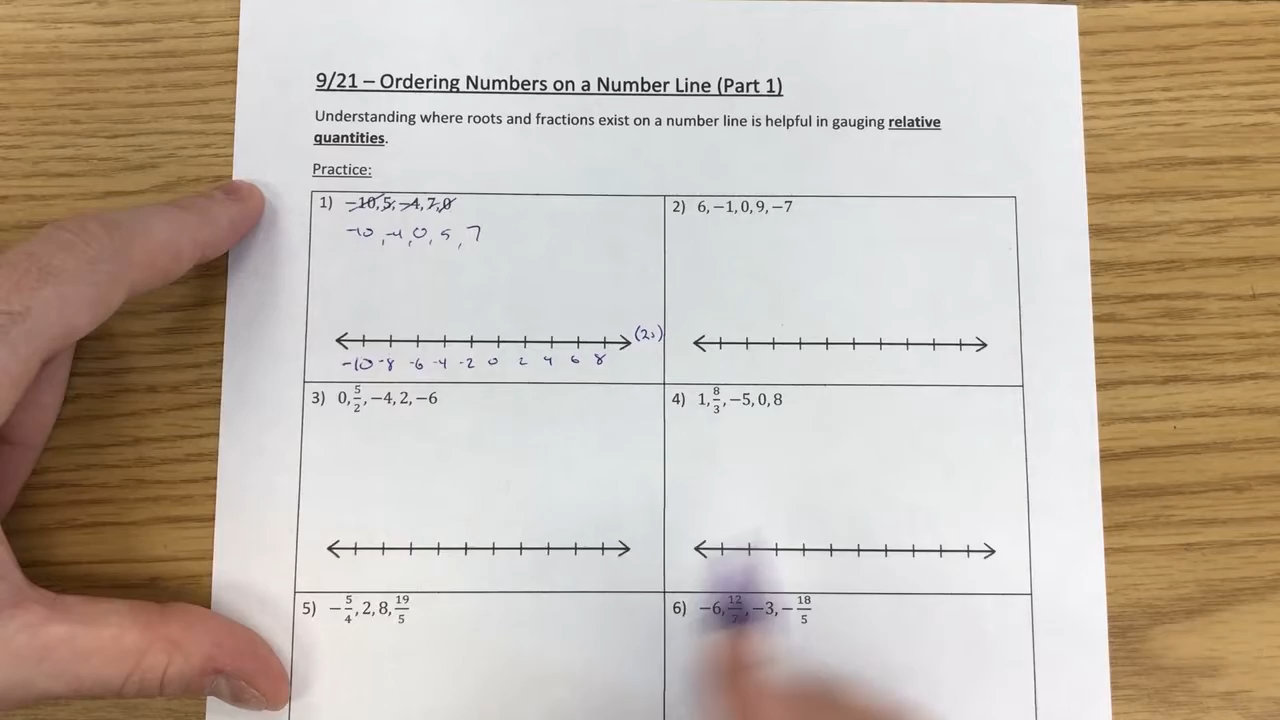 9/21 – Ordering Numbers on a Number Line (Part 1)
Understanding where roots and fractions exist on a number line is helpful in gauging relative
quantities.
Practice:
1) −10, 5, −4, 7, 0
-10, -4, 0, 5, 7
(2s)
-10 -8 -6 -4 -2 0 2 4 6 8
2) 6, −1, 0, 9, −7
3) 0, 5/2, −4, 2, −6
4) 1, 8/3, −5, 0, 8
5) −5/4, 2, 8, 19/5
6) −6, 12/7, −3, −18/5